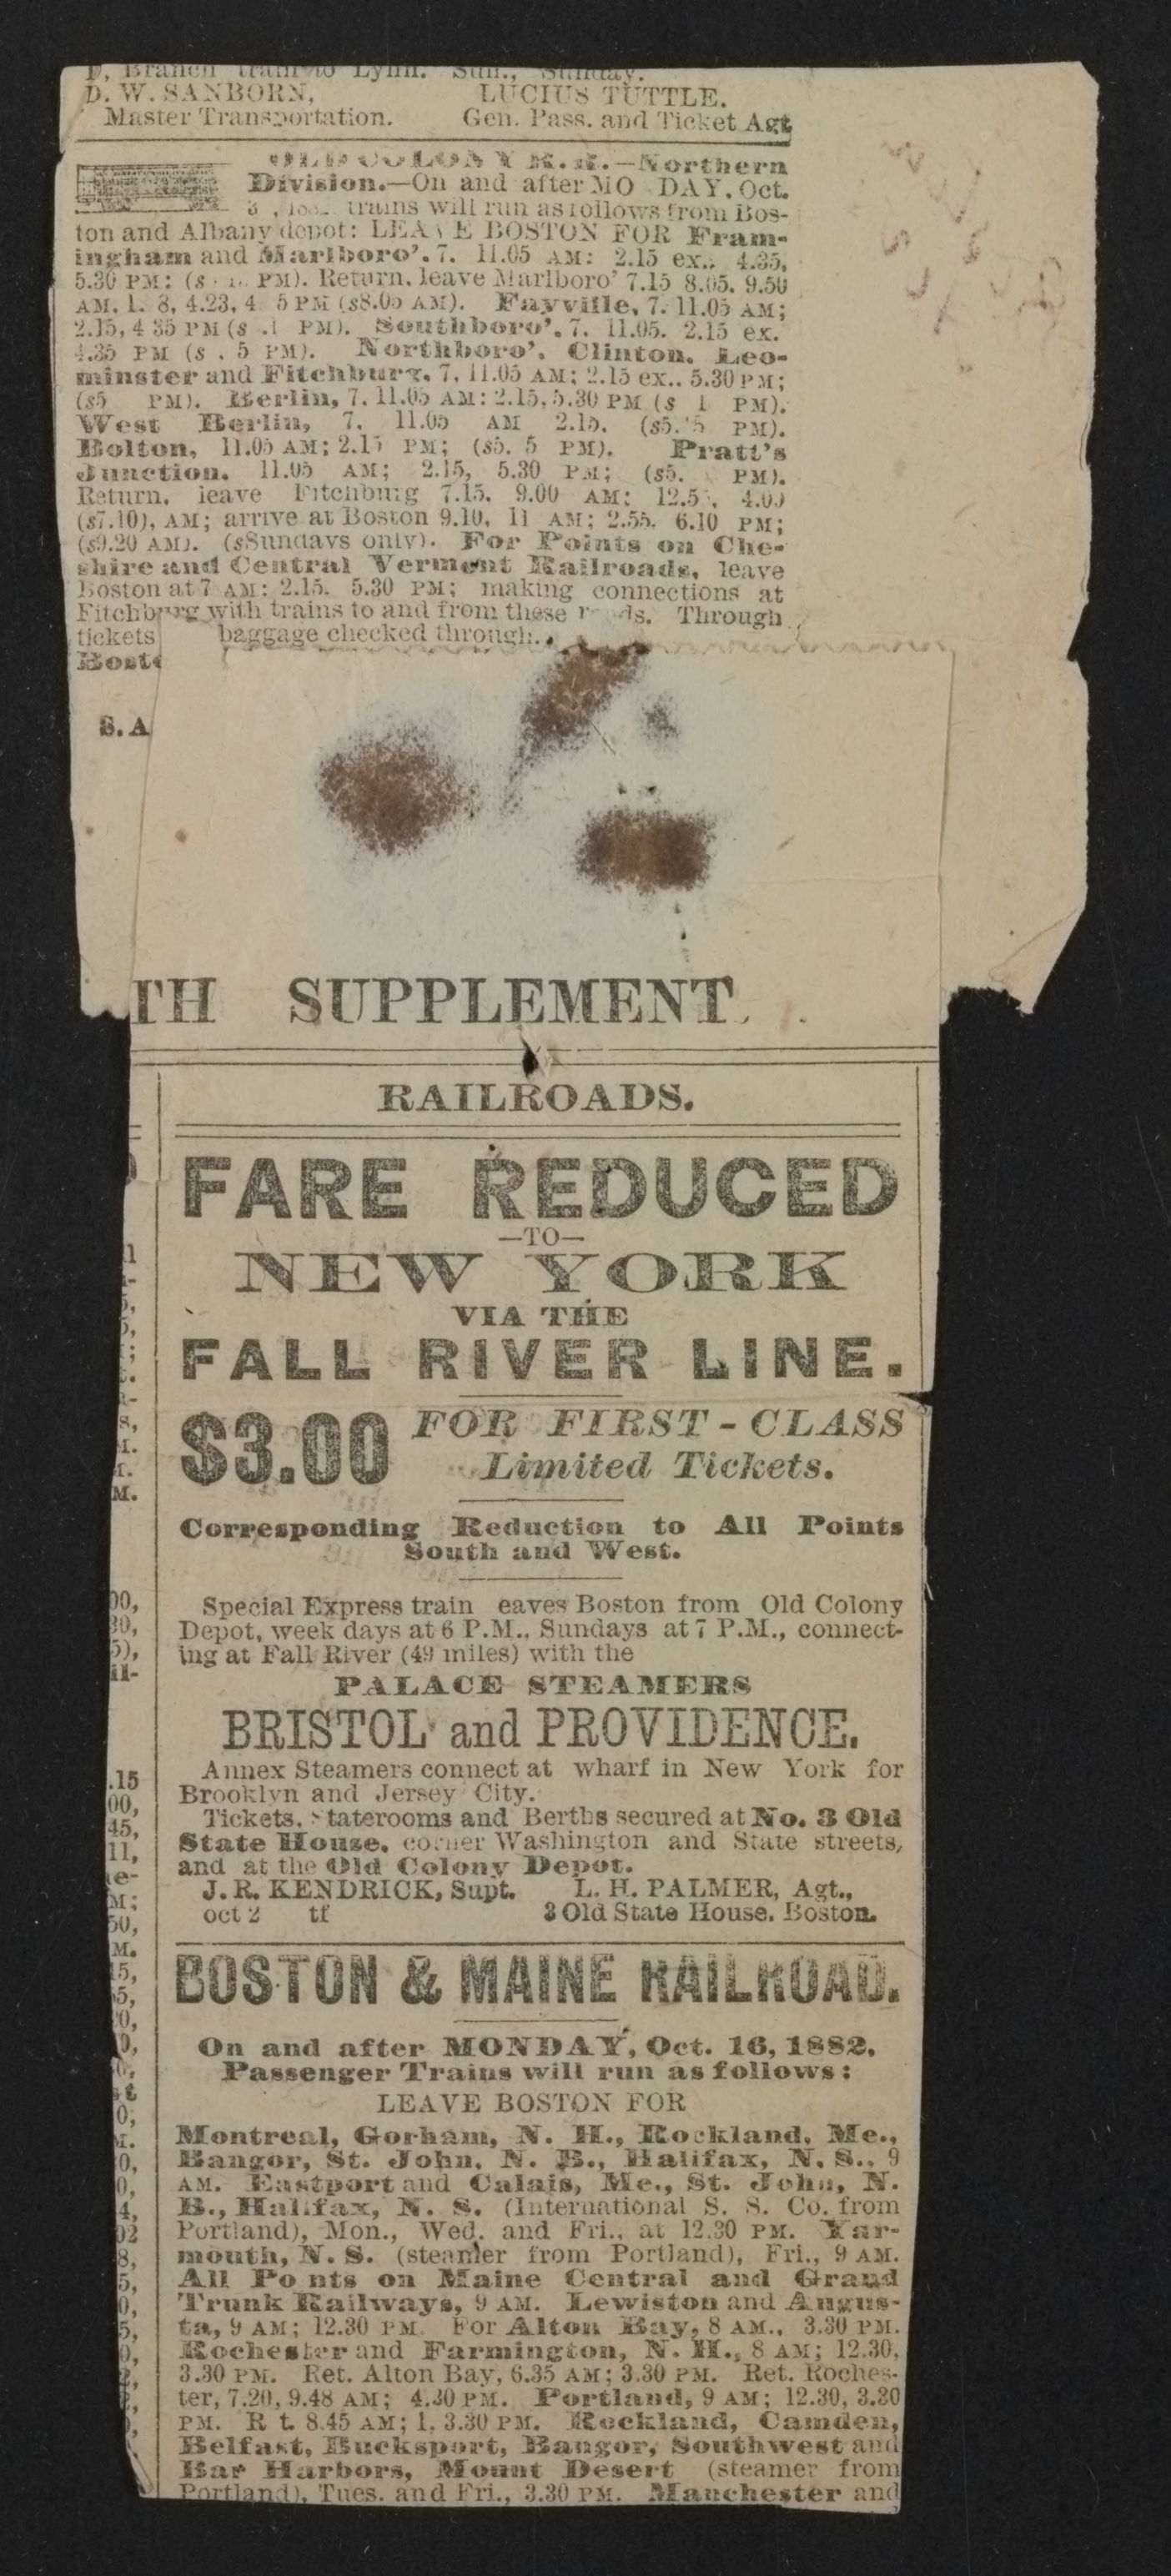 D, Branch train to Lynn. Sun., Sunday.
D. W. SANBORN, LUCIUS TUTTLE.
Master Transportation. Gen. Pass. and Ticket Agt
OLD COLONY R. R.—Northern
Division.—On and after MO DAY, Oct.
trains will run as follows from Bos-
ton and Albany depot: LEAVE BOSTON FOR Fram-
ingham and Marlboro', 7. 11.05 AM: 2.15 ex.; 4.35,
5.30 PM: (s PM). Return, leave Marlboro' 7.15 8.05. 9.50
AM, 4.23, 4 5 PM (s8.05 AM). Fayville, 7. 11.05 AM;
2.15, 4 35 PM (s PM). Southboro', 7. 11.05. 2.15 ex.
4.35 PM (s . 5 PM). Northboro', Clinton, Leo-
minster and Fitchburg, 7, 11.05 AM; 2.15 ex.. 5.30 PM;
(s5 PM). Berlin, 7. 11.05 AM: 2.15, 5.30 PM (s 1 PM).
West Berlin, 7. 11.05 AM 2.15. (s5. 5 PM).
Bolton, 11.05 AM; 2.15 PM; (s5. 5 PM). Pratt's
Junction. 11.05 AM; 2.15, 5.30 PM; (s5. PM).
Return, leave Fitchburg 7.15. 9.00 AM: 12.5 , 4.00
(s7.10), AM; arrive at Boston 9.10, 11 AM; 2.55. 6.10 PM;
(s9.20 AM). (sSundays only). For Points on Che-
shire and Central Vermont Railroads, leave
Boston at 7 AM: 2.15. 5.30 PM; making connections at
Fitchburg with trains to and from these r ds. Through
tickets baggage checked through.
Bost
S. A
TH SUPPLEMENT.
RAILROADS.
FARE REDUCED
—TO—
NEW YORK
VIA THE
FALL RIVER LINE.
$3.00 FOR FIRST-CLASS
Limited Tickets.
Corresponding Reduction to All Points
South and West.
Special Express train eaves Boston from Old Colony
Depot, week days at 6 P.M., Sundays at 7 P.M., connect-
ing at Fall River (49 miles) with the
PALACE STEAMERS
BRISTOL and PROVIDENCE.
Annex Steamers connect at wharf in New York for
Brooklyn and Jersey City.
Tickets, Staterooms and Berths secured at No. 3 Old
State House, corner Washington and State streets,
and at the Old Colony Depot.
J. R. KENDRICK, Supt. L. H. PALMER, Agt.,
oct 2 tf 3 Old State House, Boston.
BOSTON & MAINE RAILROAD.
On and after MONDAY, Oct. 16, 1882,
Passenger Trains will run as follows:
LEAVE BOSTON FOR
Montreal, Gorham, N. H., Rockland, Me.,
Bangor, St. John, N. B., Halifax, N. S., 9
AM. Eastport and Calais, Me., St. John, N.
B., Halifax, N. S. (International S. S. Co. from
Portland), Mon., Wed. and Fri., at 12.30 PM. Yar-
mouth, N. S. (steamer from Portland), Fri., 9 AM.
All Po nts on Maine Central and Grand
Trunk Railways, 9 AM. Lewiston and Augus-
ta, 9 AM; 12.30 PM. For Alton Bay, 8 AM., 3.30 PM.
Rochester and Farmington, N. H., 8 AM; 12.30,
3.30 PM. Ret. Alton Bay, 6.35 AM; 3.30 PM. Ret. Roches-
ter, 7.20, 9.48 AM; 4.30 PM. Portland, 9 AM; 12.30, 3.30
PM. R t. 8.45 AM; 1, 3.30 PM. Rockland, Camden,
Belfast, Bucksport, Bangor, Southwest and
Bar Harbors, Mount Desert (steamer from
Portland), Tues. and Fri., 3.30 PM. Manchester and